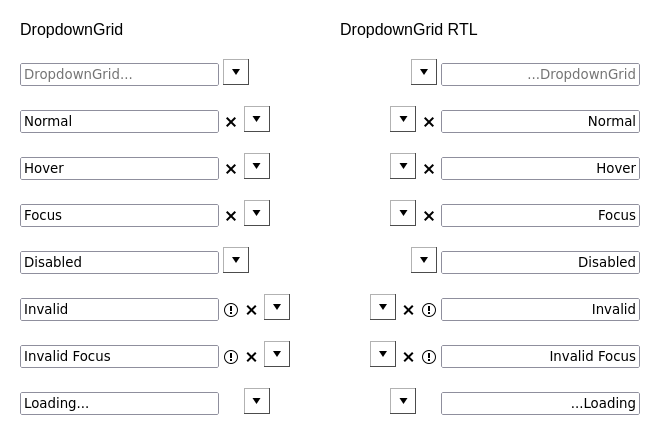 DropdownGrid
DropdownGrid...
Normal
Hover
Focus
Disabled
Invalid
Invalid Focus
Loading...
DropdownGrid RTL
...DropdownGrid
Normal
Hover
Focus
Disabled
Invalid
Invalid Focus
...Loading